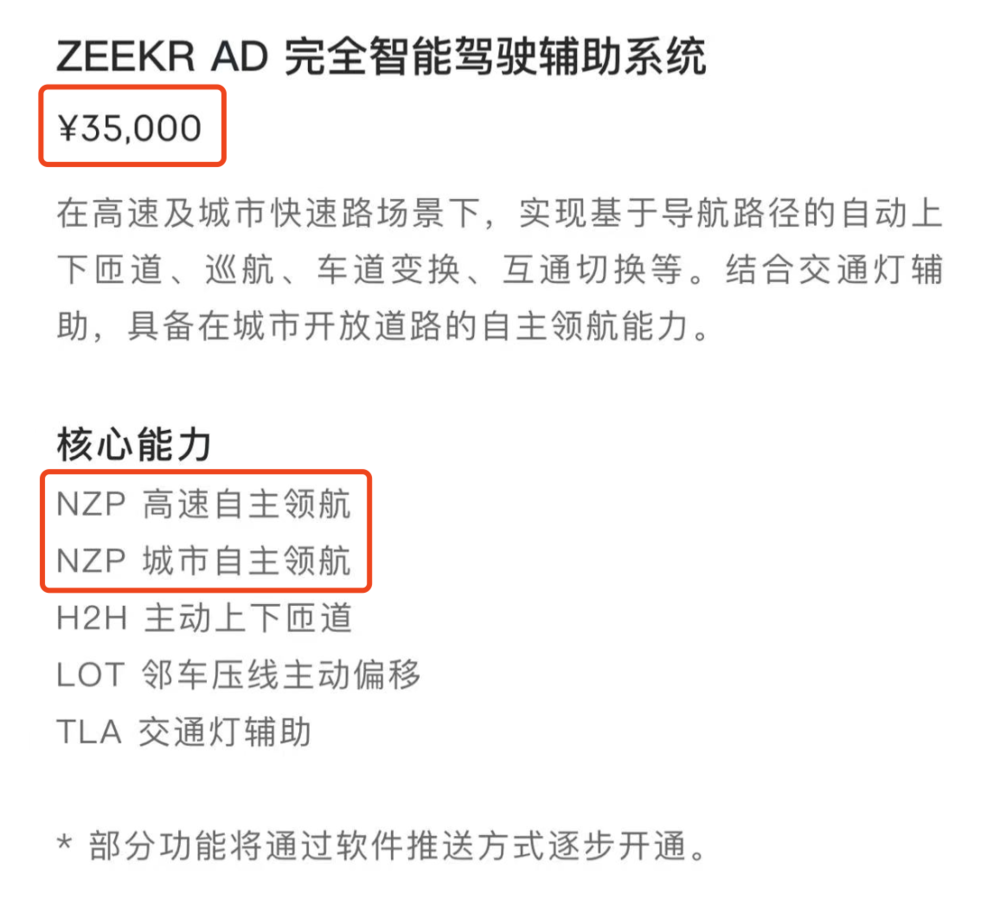 ZEEKR AD 完全智能驾驶辅助系统
¥35,000
在高速及城市快速路场景下，实现基于导航路径的自动上
下匝道、巡航、车道变换、互通切换等。结合交通灯辅
助，具备在城市开放道路的自主领航能力。
核心能力
NZP 高速自主领航
NZP 城市自主领航
H2H 主动上下匝道
LOT 邻车压线主动偏移
TLA 交通灯辅助
* 部分功能将通过软件推送方式逐步开通。